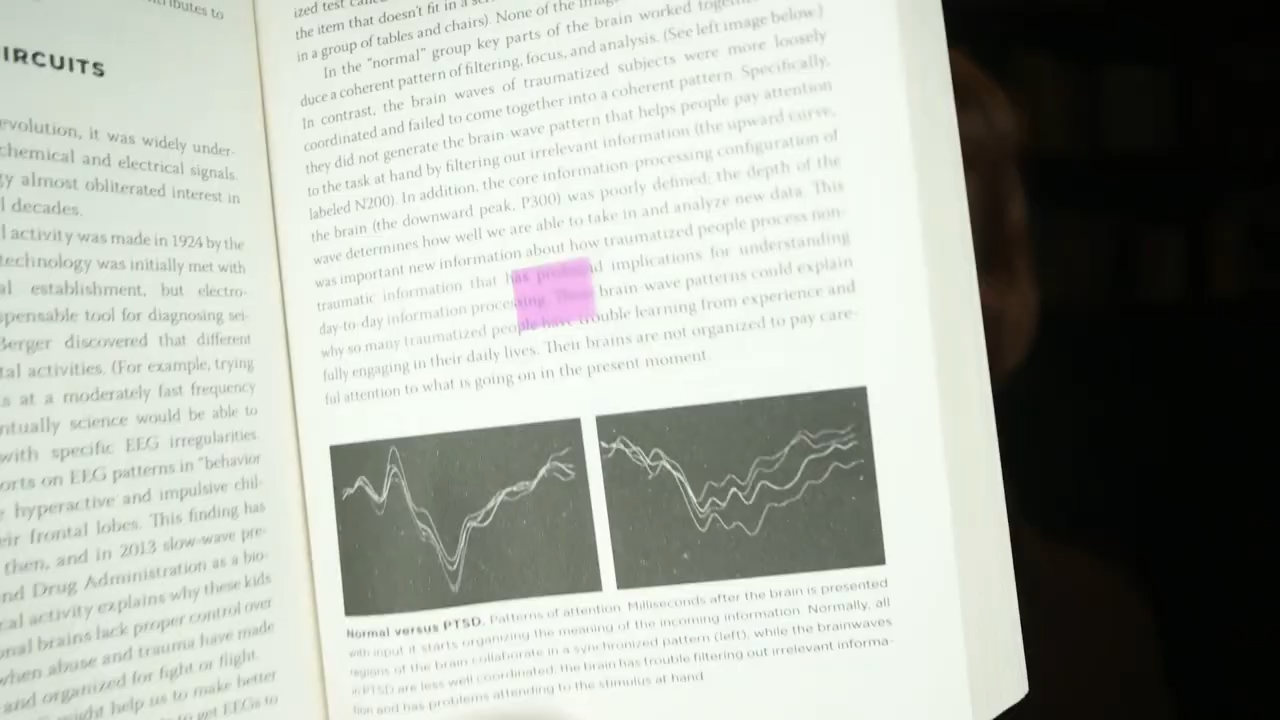 ributes to
IRCUITS
evolution, it was widely under-
chemical and electrical signals.
gy almost obliterated interest in
l decades.
l activity was made in 1924 by the
technology was initially met with
al establishment, but electro-
spensable tool for diagnosing sei-
Berger discovered that different
tal activities. (For example, trying
s at a moderately fast frequency
entually science would be able to
with specific EEG irregularities.
orts on EEG patterns in "behavior
hyperactive and impulsive chil-
eir frontal lobes. This finding has
then, and in 2013 slow-wave pre-
nd Drug Administration as a bio-
cal activity explains why these kids
onal brains lack proper control over
when abuse and trauma have made
and organized for fight or flight.
might help us to make better
to get EEGs to
ized test
the item that doesn't fit in a
in a group of tables and chairs). None of the
In the "normal" group key parts of the brain worked
duce a coherent pattern of filtering, focus, and analysis. (See left image below.)
In contrast, the brain waves of traumatized subjects were more loosely
coordinated and failed to come together into a coherent pattern. Specifically,
they did not generate the brain-wave pattern that helps people pay attention
to the task at hand by filtering out irrelevant information (the upward curve,
labeled N200). In addition, the core information-processing configuration of
the brain (the downward peak, P300) was poorly defined; the depth of the
wave determines how well we are able to take in and analyze new data. This
was important new information about how traumatized people process non-
traumatic information that has profound implications for understanding
day-to-day information processing. These brain-wave patterns could explain
why so many traumatized people have trouble learning from experience and
fully engaging in their daily lives. Their brains are not organized to pay care-
ful attention to what is going on in the present moment.
Normal versus PTSD. Patterns of attention. Milliseconds after the brain is presented
with input it starts organizing the meaning of the incoming information. Normally, all
regions of the brain collaborate in a synchronized pattern (left), while the brainwaves
in PTSD are less well coordinated; the brain has trouble filtering out irrelevant informa-
tion and has problems attending to the stimulus at hand.